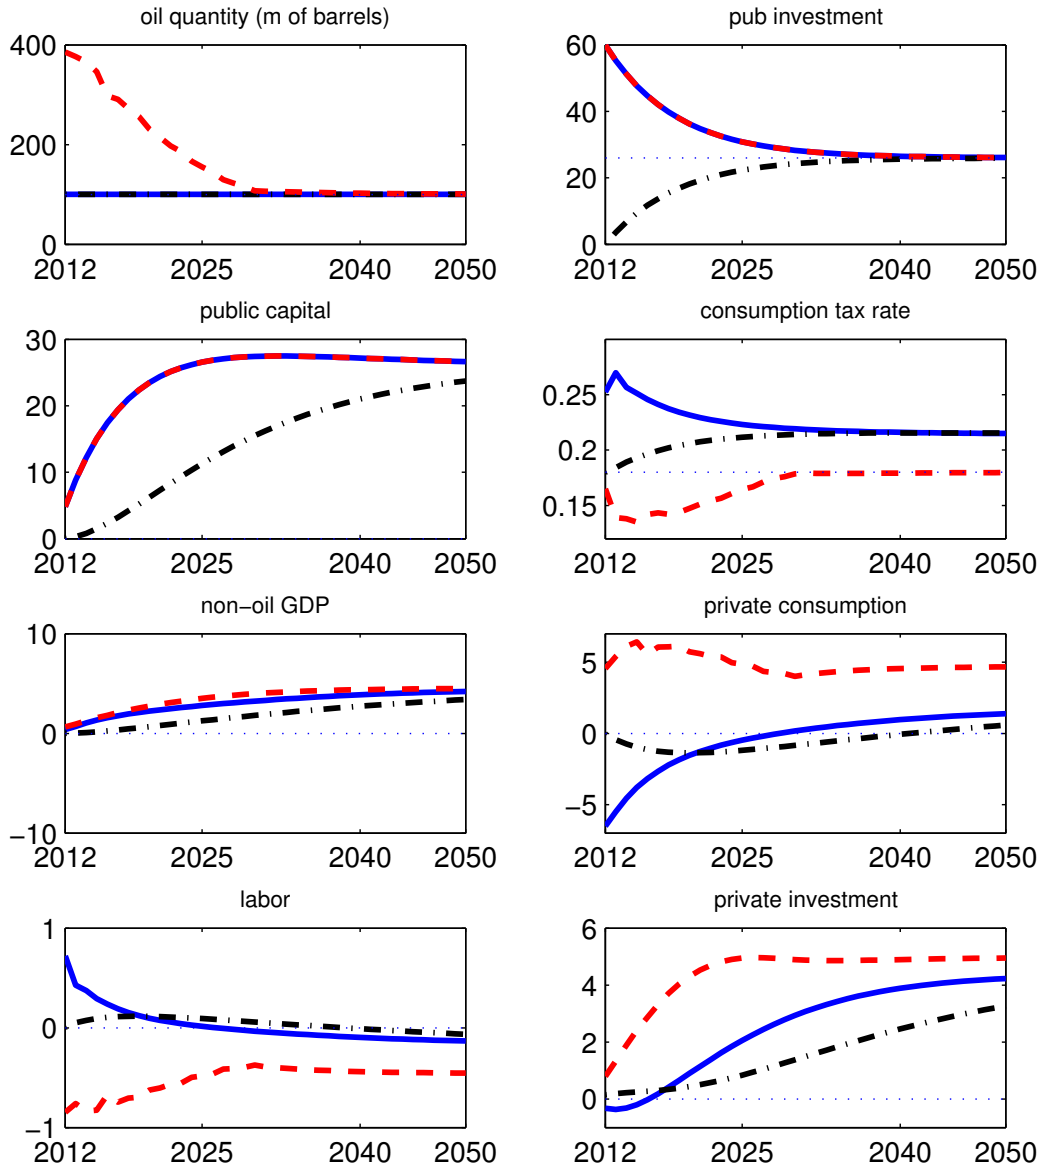 oil quantity (m of barrels)
400
200
0
2012 2025 2040 2050
pub investment
60
40
20
0
2012 2025 2040 2050
public capital
30
20
10
0
2012 2025 2040 2050
consumption tax rate
0.25
0.2
0.15
2012 2025 2040 2050
non−oil GDP
10
0
−10
2012 2025 2040 2050
private consumption
5
0
−5
2012 2025 2040 2050
labor
1
0
−1
2012 2025 2040 2050
private investment
6
4
2
0
2012 2025 2040 2050